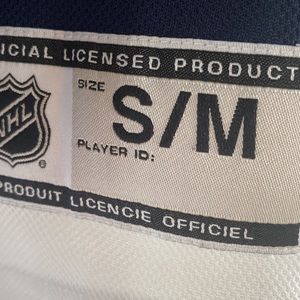 ICIAL LICENSED PRODUCT
SIZE
S/M
NHL
®
PLAYER ID:
PRODUIT LICENCIE OFFICIEL